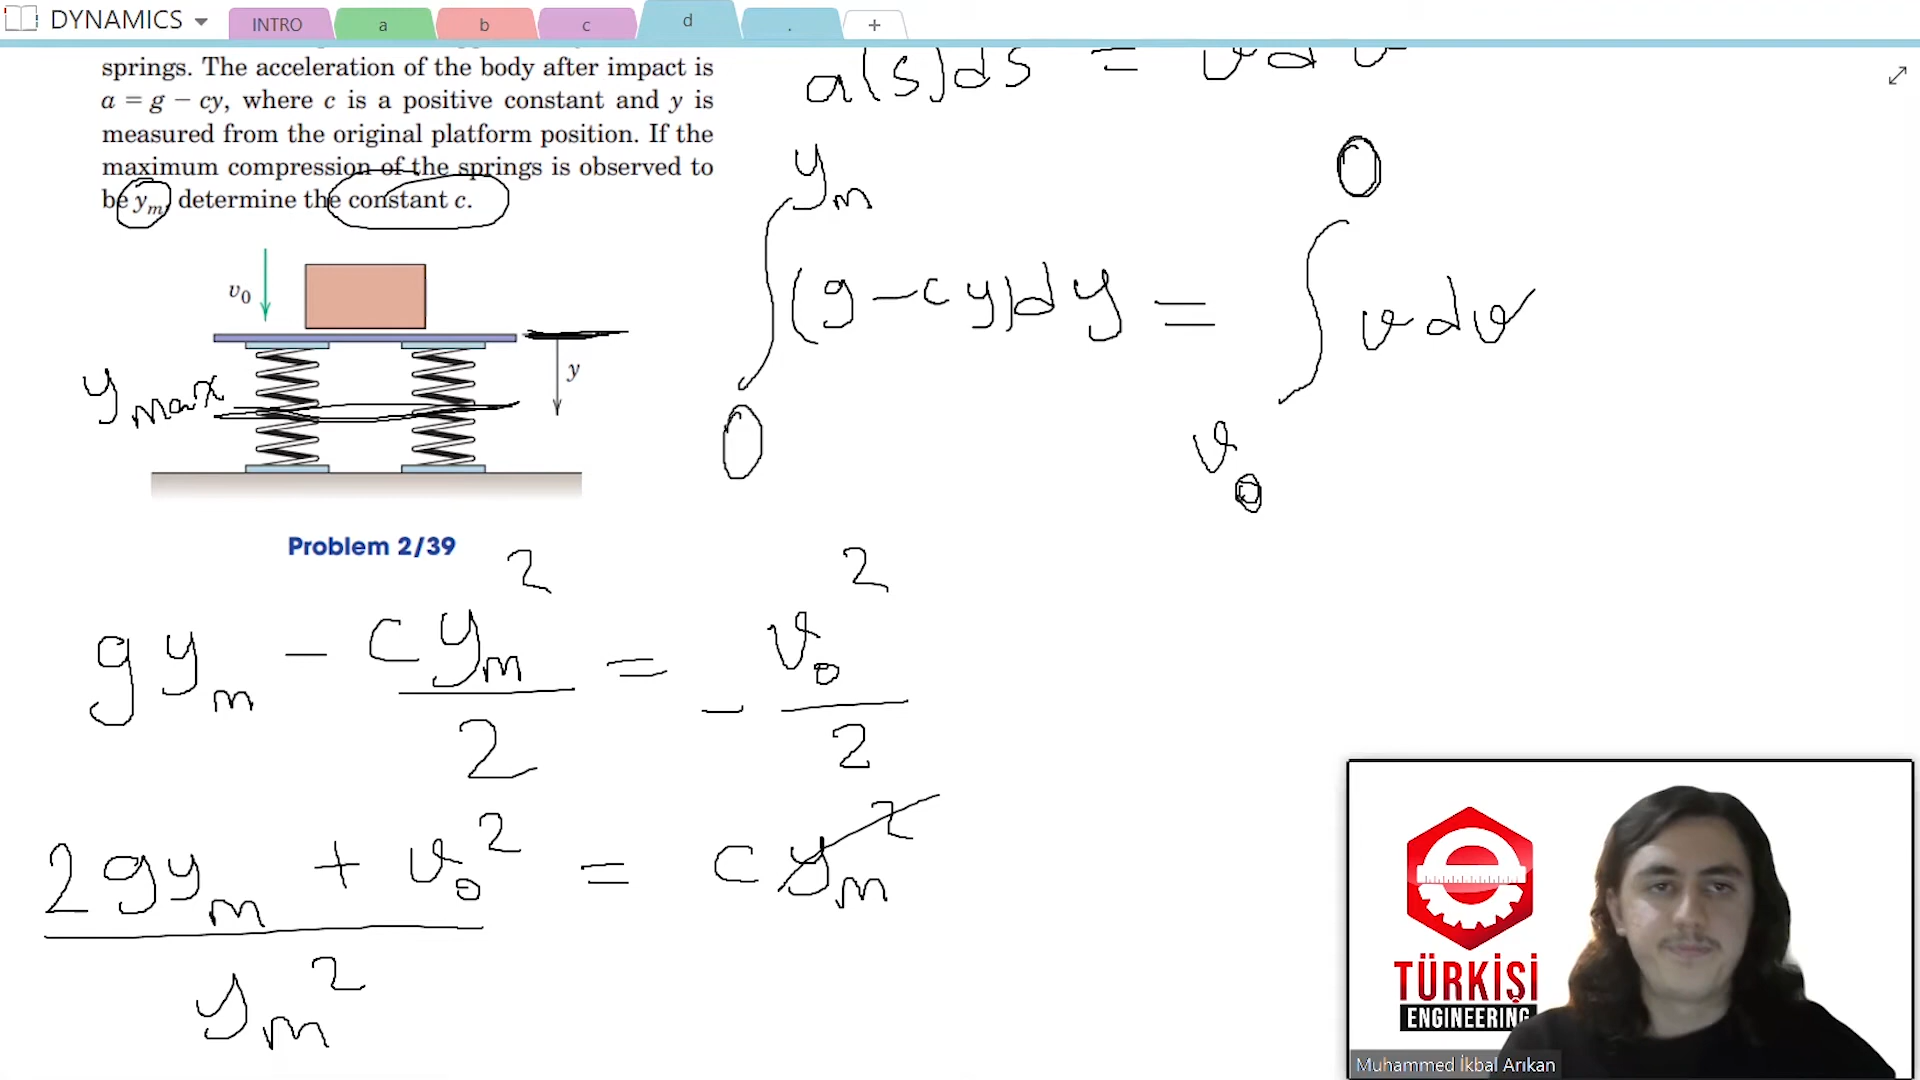 DYNAMICS
INTRO a b c d . +
springs. The acceleration of the body after impact is
a = g − cy, where c is a positive constant and y is
measured from the original platform position. If the
maximum compression of the springs is observed to
be yₘ, determine the constant c.
v₀
y
y max
Problem 2/39
a(s)ds = v d v
yₘ 0
∫ (g − cy)dy = ∫ v dv
0 v₀
g yₘ − c yₘ² / 2 = − v₀² / 2
2 g yₘ + v₀² = c yₘ²
yₘ²
TÜRKİŞİ
ENGINEERING
Muhammed İkbal Arıkan